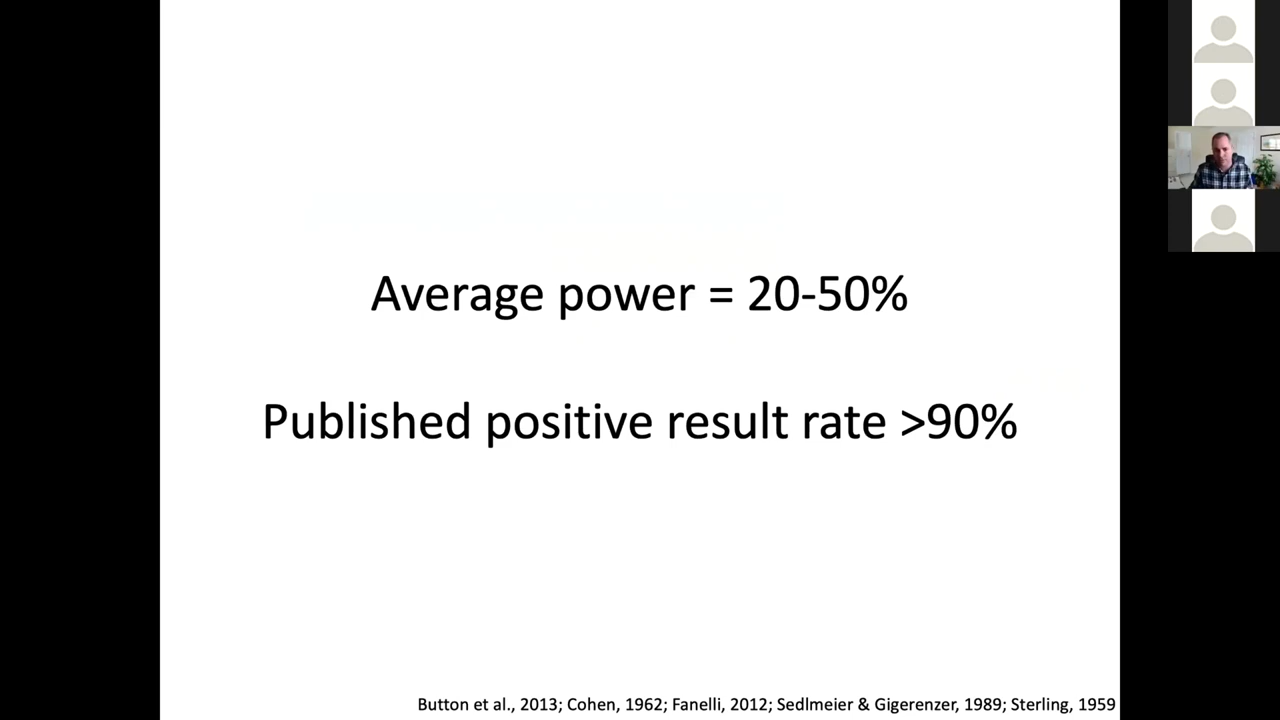 Average power = 20-50%
Published positive result rate >90%
Button et al., 2013; Cohen, 1962; Fanelli, 2012; Sedlmeier & Gigerenzer, 1989; Sterling, 1959